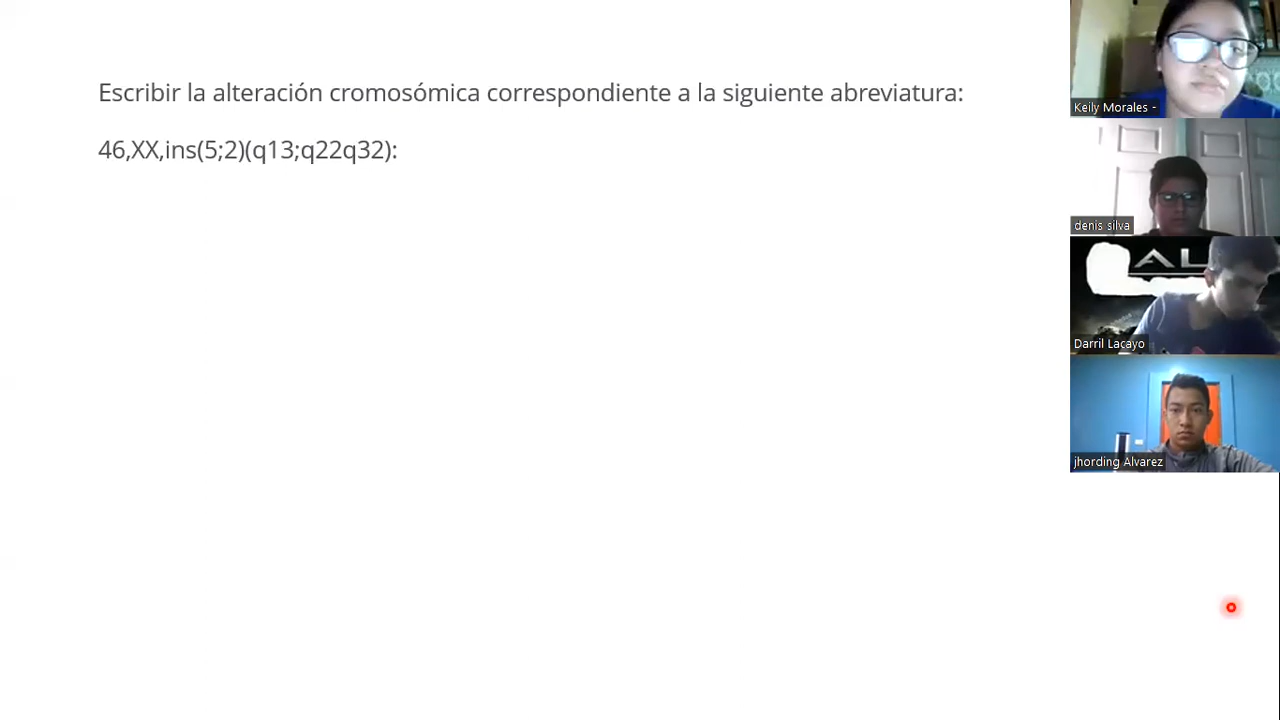 Escribir la alteración cromosómica correspondiente a la siguiente abreviatura:
46,XX,ins(5;2)(q13;q22q32):
Keily Morales -
denis silva
AL
Darril Lacayo
jhording Alvarez